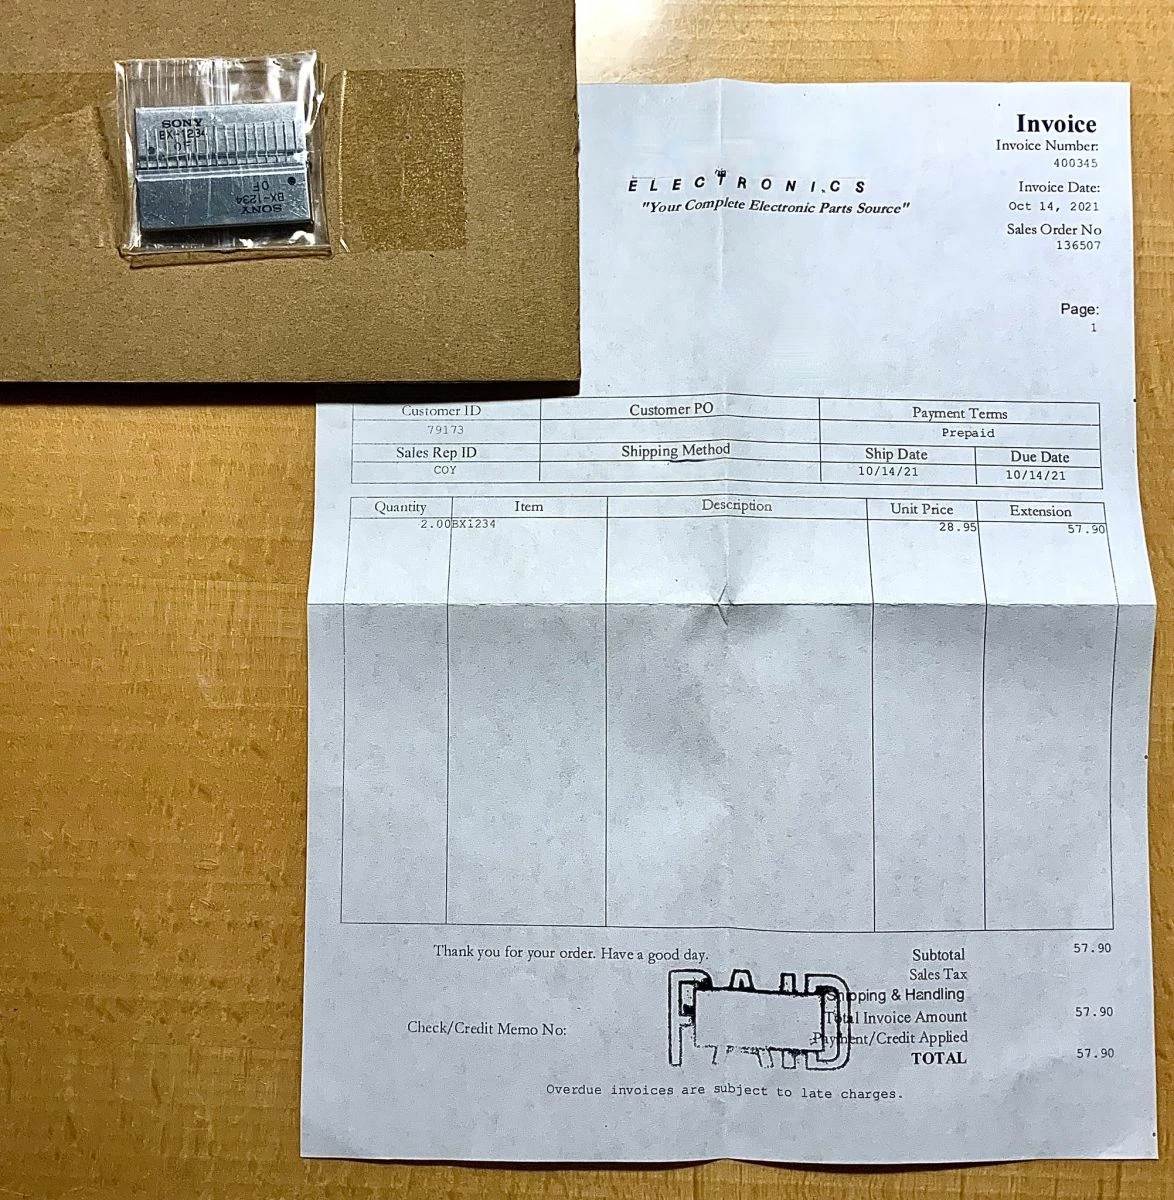 SONY
BX-1234
0F
SONY
BX-1234
0F
Invoice
Invoice Number:
400345
ELECTRONICS
"Your Complete Electronic Parts Source"
Invoice Date:
Oct 14, 2021
Sales Order No
136507
Page:
1
Customer ID Customer PO Payment Terms
79173 Prepaid
Sales Rep ID Shipping Method Ship Date Due Date
COY 10/14/21 10/14/21
Quantity Item Description Unit Price Extension
2.00 BX1234 28.95 57.90
Thank you for your order. Have a good day. Subtotal 57.90
Sales Tax
Shipping & Handling
PAID
Check/Credit Memo No: Total Invoice Amount 57.90
Payment/Credit Applied
TOTAL 57.90
Overdue invoices are subject to late charges.